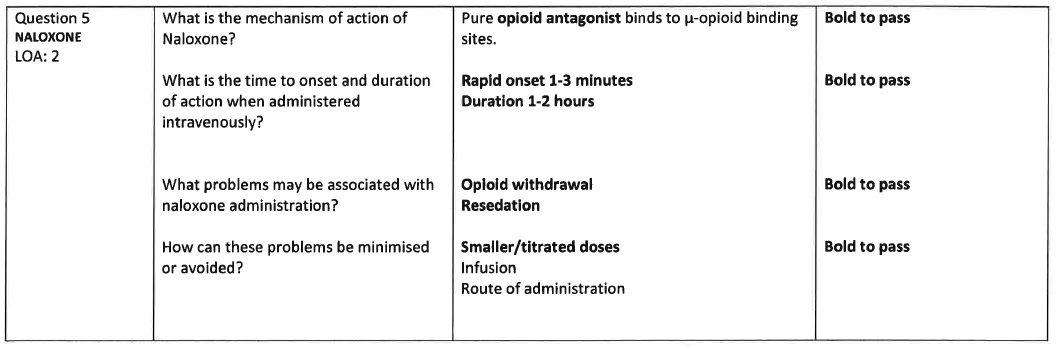 Question 5
NALOXONE
LOA: 2
What is the mechanism of action of
Naloxone?
Pure opioid antagonist binds to µ-opioid binding
sites.
Bold to pass
What is the time to onset and duration
of action when administered
intravenously?
Rapid onset 1-3 minutes
Duration 1-2 hours
Bold to pass
What problems may be associated with
naloxone administration?
Opioid withdrawal
Resedation
Bold to pass
How can these problems be minimised
or avoided?
Smaller/titrated doses
Infusion
Route of administration
Bold to pass